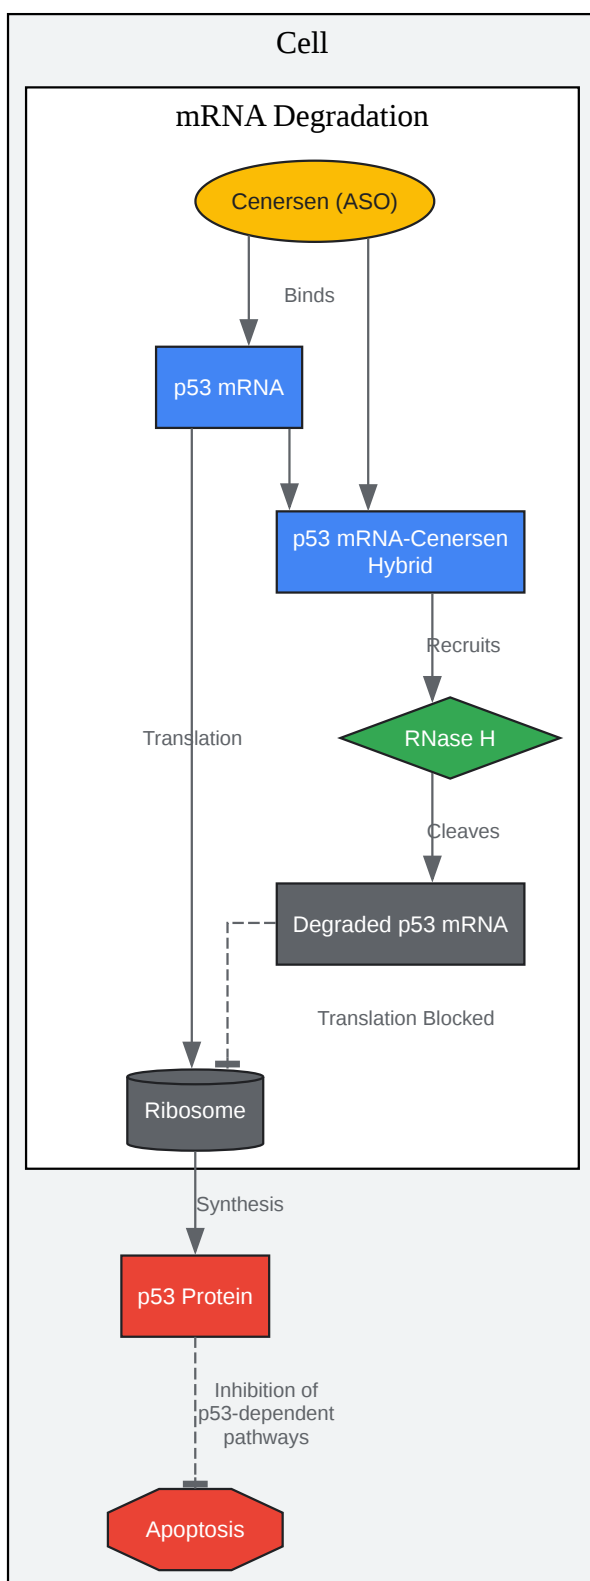 Cell
mRNA Degradation
Cenersen (ASO)
Binds
p53 mRNA
p53 mRNA-Cenersen
Hybrid
Recruits
Translation
RNase H
Cleaves
Degraded p53 mRNA
Translation Blocked
Ribosome
Synthesis
p53 Protein
Inhibition of
p53-dependent
pathways
Apoptosis